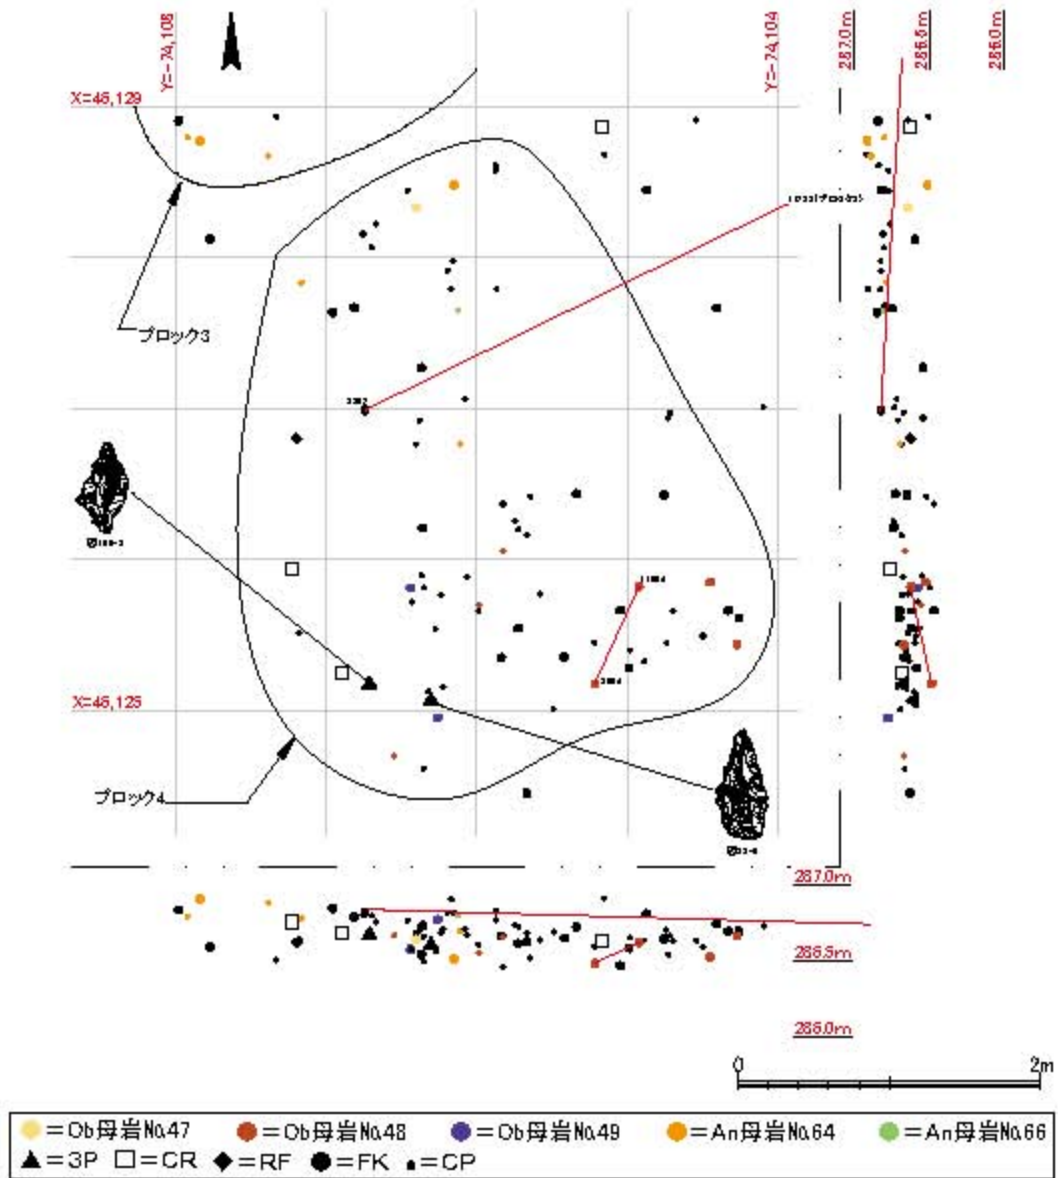 Y=-74,108
Y=-74,104
287.0m
286.5m
286.0m
X=45,129
ブロック3
X=45,125
ブロック4
287.0m
286.5m
286.0m
0 2m
=Ob母岩No.47 =Ob母岩No.48 =Ob母岩No.49 =An母岩No.64 =An母岩No.66
=3P =CR =RF =FK =CP